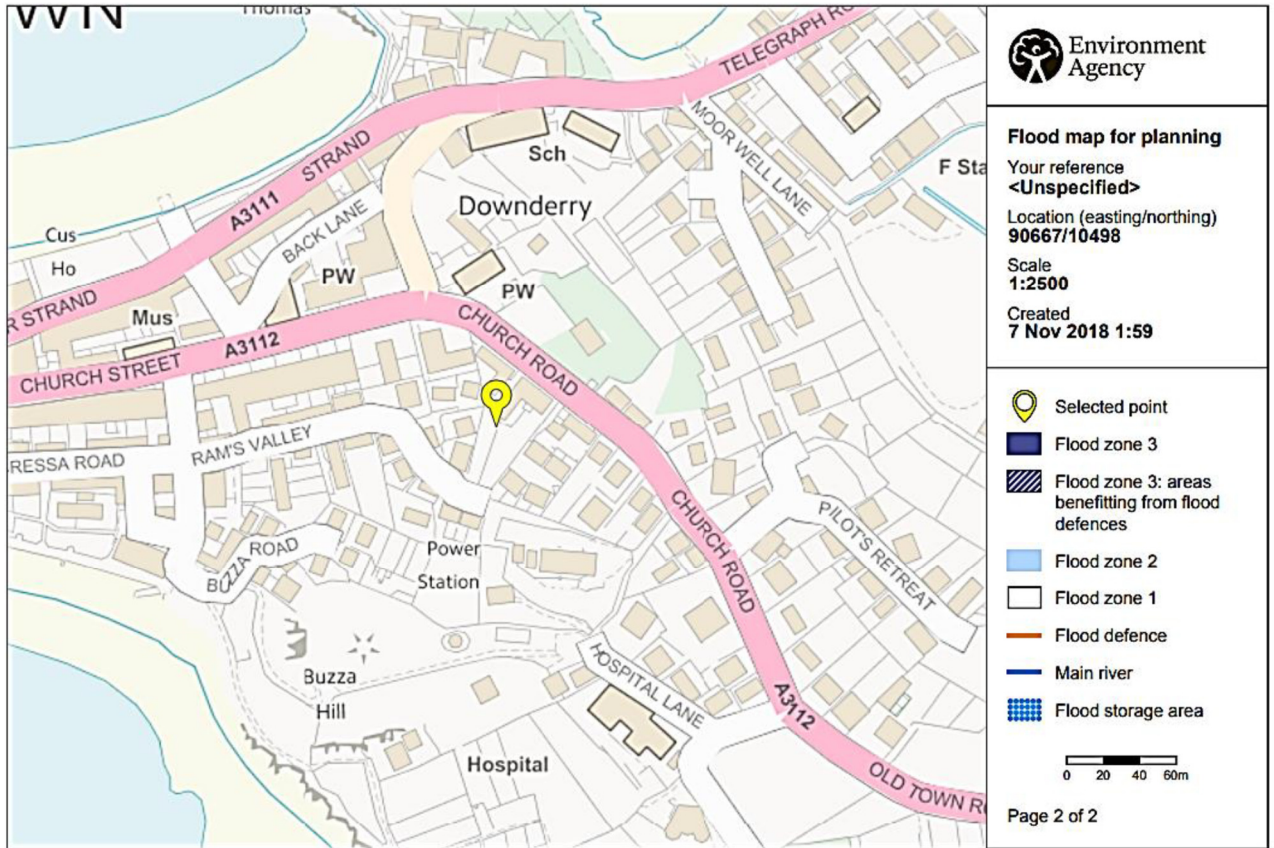 WN
Thomas
TELEGRAPH RO
MOOR WELL LANE
Sch
F Sta
STRAND
A3111
Downderry
BACK LANE
Cus
Ho
PW
PW
R STRAND
Mus
CHURCH STREET
A3112
CHURCH ROAD
RAM'S VALLEY
RESSA ROAD
CHURCH ROAD
PILOT'S RETREAT
BUZZA ROAD
Power
Station
HOSPITAL LANE
Buzza
Hill
A3112
Hospital
OLD TOWN R
Environment
Agency
Flood map for planning
Your reference
<Unspecified>
Location (easting/northing)
90667/10498
Scale
1:2500
Created
7 Nov 2018 1:59
Selected point
Flood zone 3
Flood zone 3: areas
benefitting from flood
defences
Flood zone 2
Flood zone 1
Flood defence
Main river
Flood storage area
0 20 40 60m
Page 2 of 2